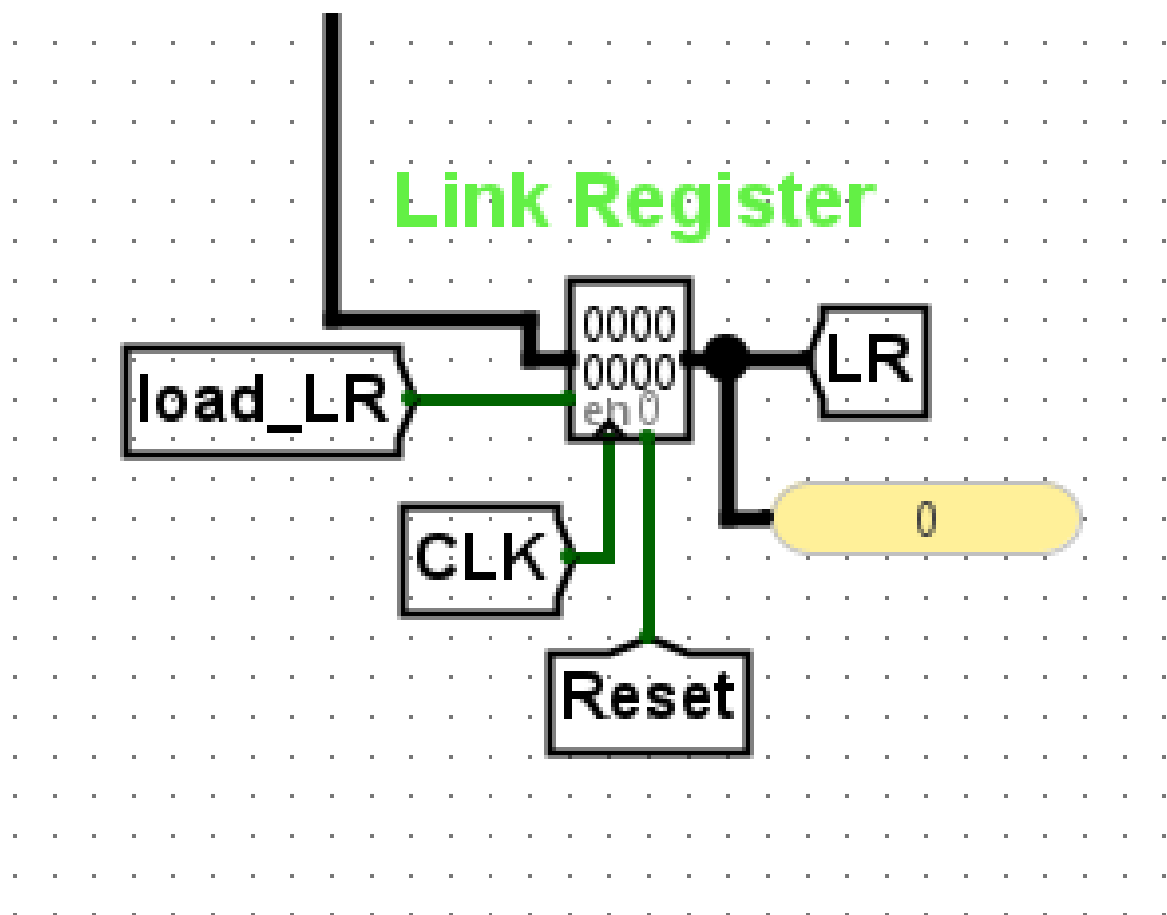 Link Register
0000
0000
en 0
load_LR
LR
CLK
0
Reset